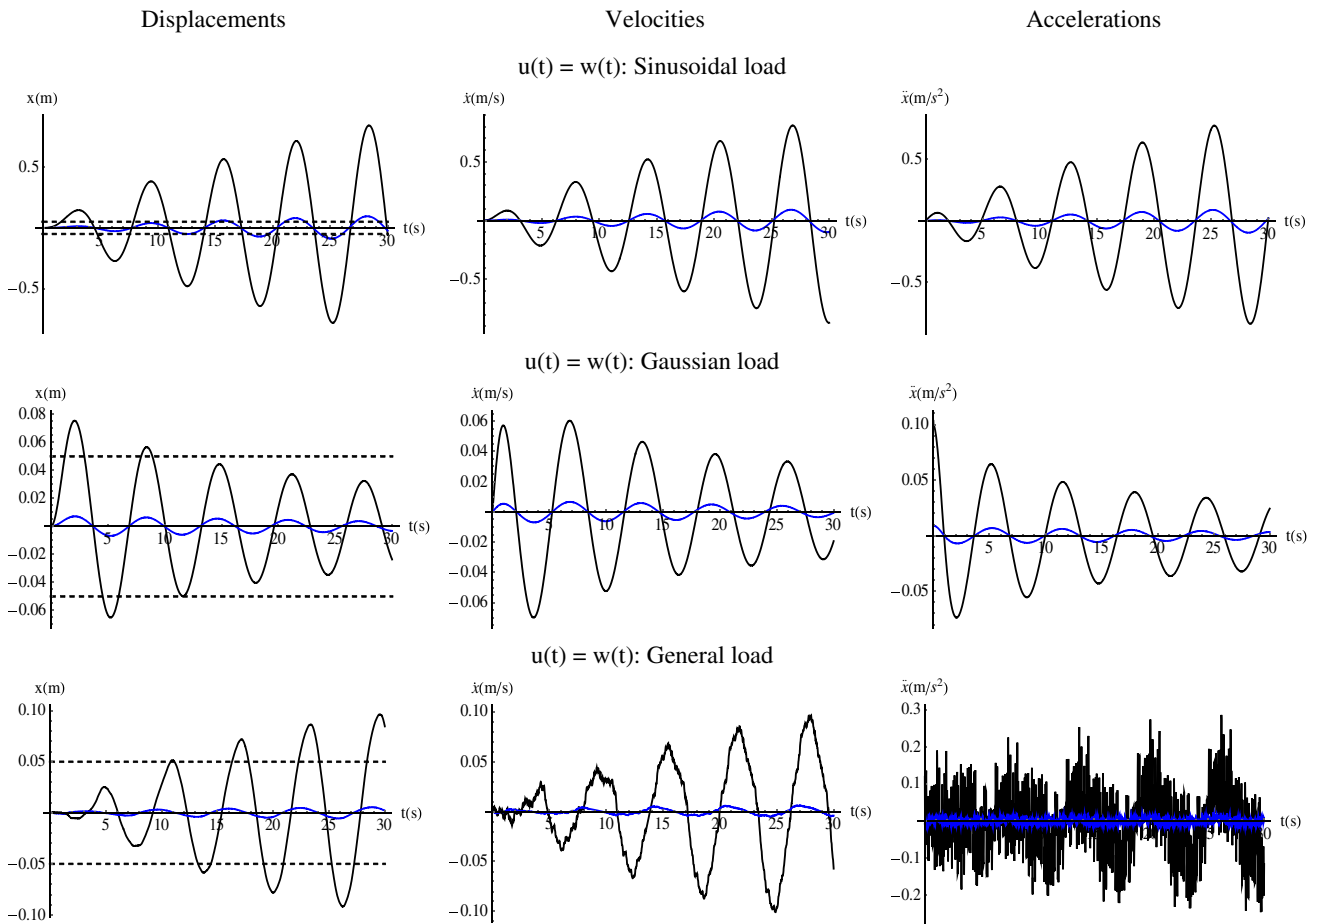 Displacements Velocities Accelerations
u(t) = w(t): Sinusoidal load
x(m) ẋ(m/s) ẍ(m/s²)
0.5 0.5 0.5
5 10 15 20 25 30 t(s) 5 10 15 20 25 30 t(s) 5 10 15 20 25 30 t(s)
−0.5 −0.5 −0.5
u(t) = w(t): Gaussian load
x(m) ẋ(m/s) ẍ(m/s²)
0.08 0.06 0.04 0.02 −0.02 −0.04 −0.06
5 10 15 20 25 30 t(s)
0.06 0.04 0.02 −0.02 −0.04 −0.06
5 10 15 20 25 30 t(s)
0.10 0.05 −0.05
5 10 15 20 25 30 t(s)
u(t) = w(t): General load
x(m) ẋ(m/s) ẍ(m/s²)
0.10 0.05 −0.05 −0.10
5 10 15 20 25 30 t(s)
0.10 0.05 −0.05 −0.10
5 10 15 20 25 30 t(s)
0.3 0.2 0.1 −0.1 −0.2
t(s)